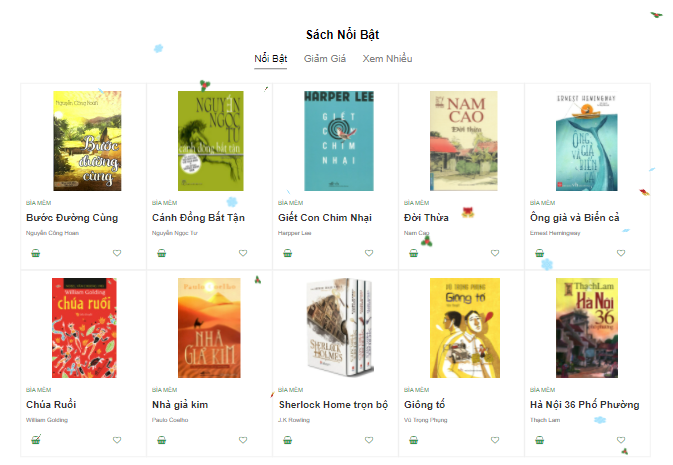 Sách Nổi Bật
Nổi Bật Giảm Giá Xem Nhiều
Nguyễn Công Hoan
Bước
đường
cùng
NGUYỄN
NGỌC
TƯ
cánh đồng bất tận
HARPER LEE
GIẾT
CON
CHIM
NHẠI
NAM
CAO
Đời thừa
ERNEST HEMINGWAY
ÔNG
GIÀ
VÀ
BIỂN
CẢ
BÌA MỀM
Bước Đường Cùng
Nguyễn Công Hoan
BÌA MỀM
Cánh Đồng Bất Tận
Nguyễn Ngọc Tư
BÌA MỀM
Giết Con Chim Nhại
Harpper Lee
BÌA MỀM
Đời Thừa
Nam Cao
BÌA MỀM
Ông giả và Biển cả
Ernest Hemingway
William Golding
chúa ruồi
Paulo Coelho
NHÀ
GIẢ KIM
SHERLOCK
HOLMES
VŨ TRỌNG PHỤNG
Giông tố
Thạch Lam
Hà Nội
36
BÌA MỀM
Chúa Ruồi
William Golding
BÌA MỀM
Nhà giả kim
Paulo Coelho
BÌA MỀM
Sherlock Home trọn bộ
J.K Rowling
BÌA MỀM
Giông tố
Vũ Trọng Phụng
BÌA MỀM
Hà Nội 36 Phố Phường
Thạch Lam